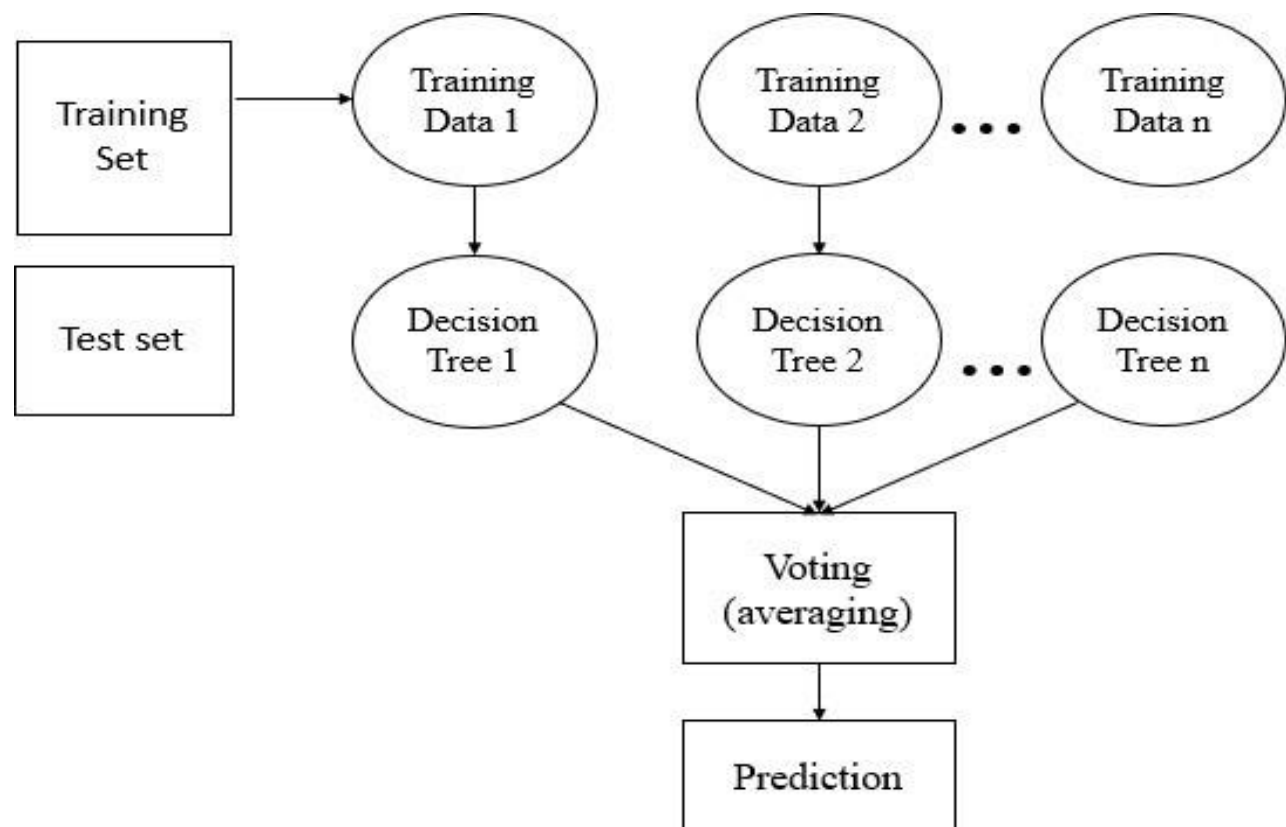 Training
Set
Training
Data 1
Training
Data 2
...
Training
Data n
Test set
Decision
Tree 1
Decision
Tree 2
...
Decision
Tree n
Voting
(averaging)
Prediction